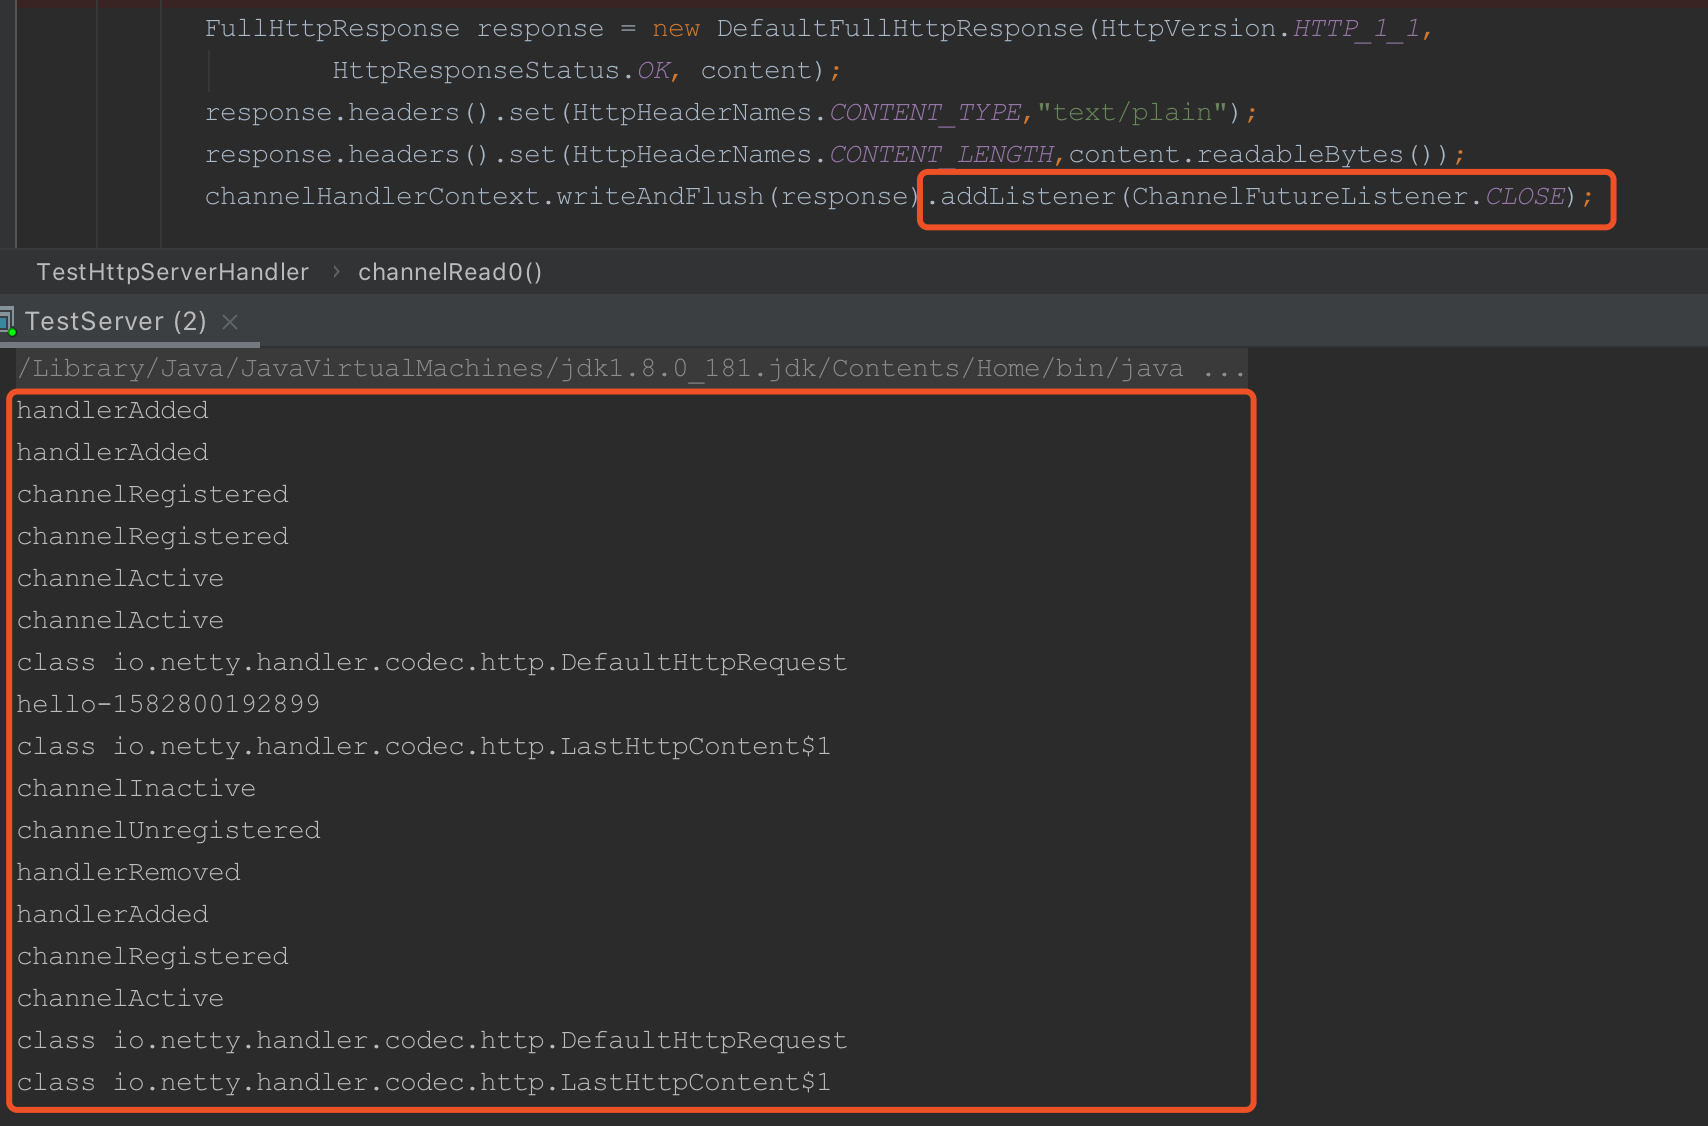 FullHttpResponse response = new DefaultFullHttpResponse(HttpVersion.HTTP_1_1,
HttpResponseStatus.OK, content);
response.headers().set(HttpHeaderNames.CONTENT_TYPE,"text/plain");
response.headers().set(HttpHeaderNames.CONTENT_LENGTH,content.readableBytes());
channelHandlerContext.writeAndFlush(response).addListener(ChannelFutureListener.CLOSE);
TestHttpServerHandler › channelRead0()
TestServer (2) ×
/Library/Java/JavaVirtualMachines/jdk1.8.0_181.jdk/Contents/Home/bin/java ...
handlerAdded
handlerAdded
channelRegistered
channelRegistered
channelActive
channelActive
class io.netty.handler.codec.http.DefaultHttpRequest
hello-1582800192899
class io.netty.handler.codec.http.LastHttpContent$1
channelInactive
channelUnregistered
handlerRemoved
handlerAdded
channelRegistered
channelActive
class io.netty.handler.codec.http.DefaultHttpRequest
class io.netty.handler.codec.http.LastHttpContent$1